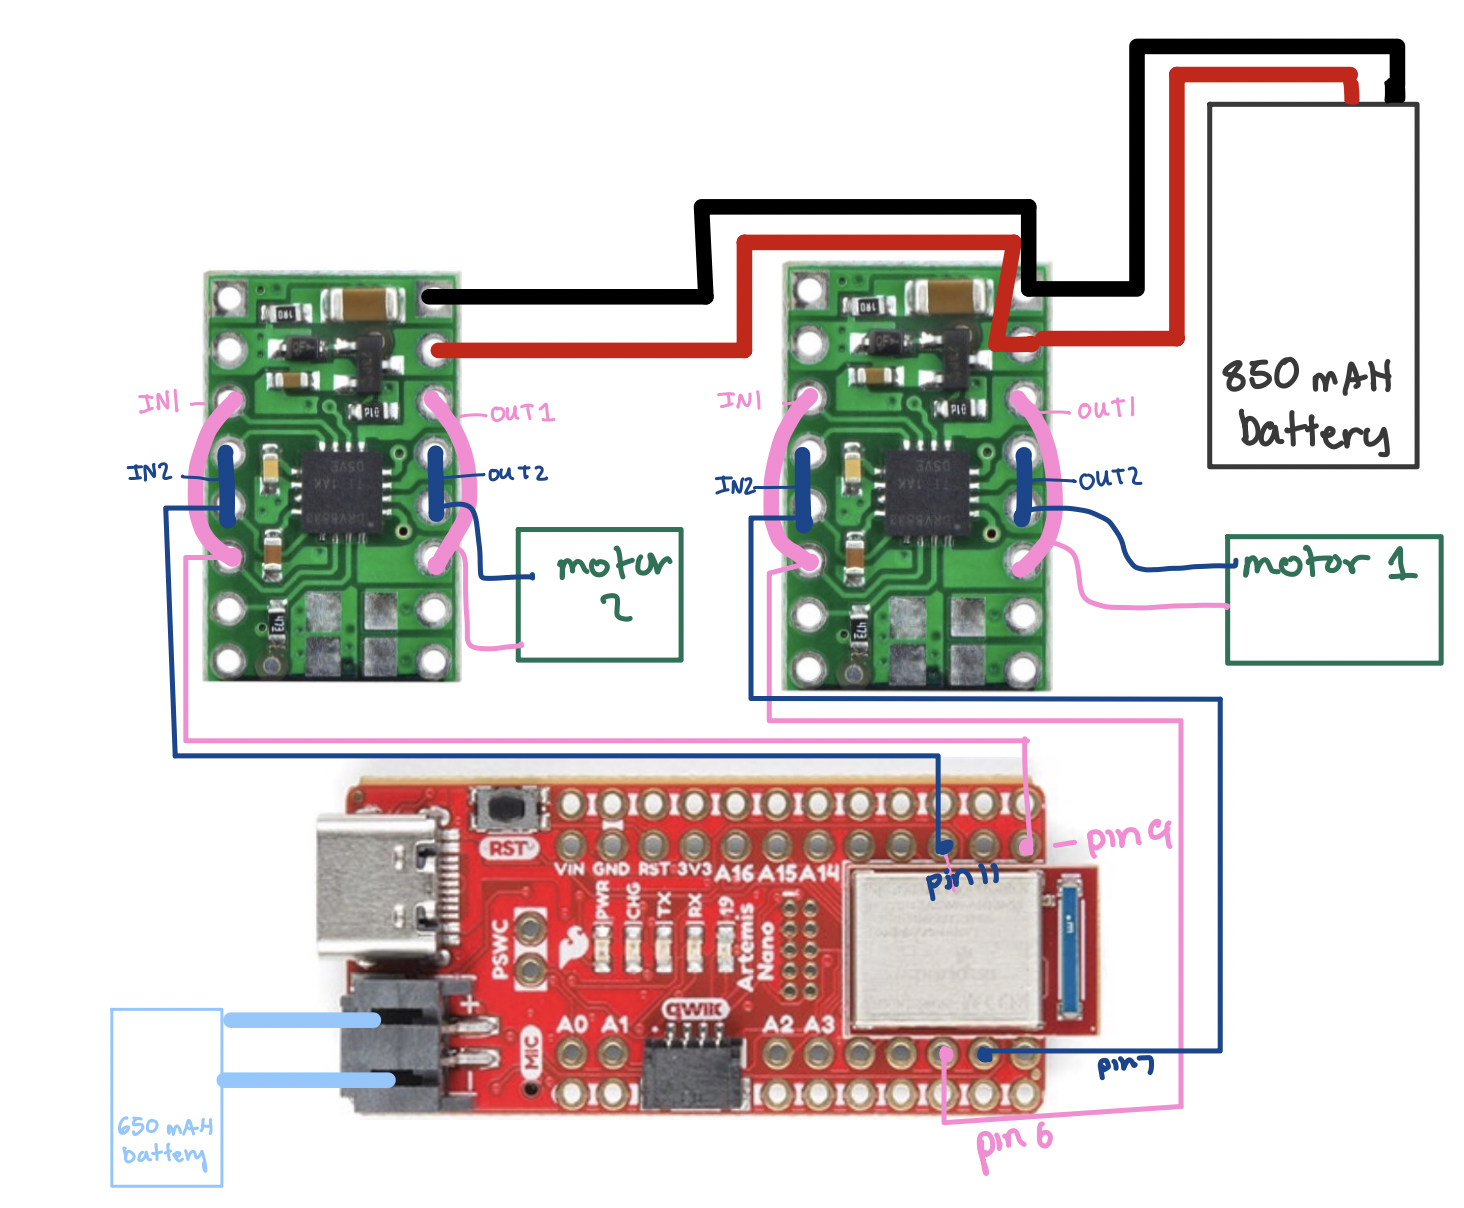 850 mAH
battery
IN1
OUT1
IN2
OUT2
IN1
OUT1
IN2
OUT2
motor
2
motor 1
RST
VIN GND RST 3V3 A16 A15 A14
pin 9
pin 11
PWR
CHG
TX
RX
19
PSWC
Artemis
Nano
qwiic
+
-
A0 A1
A2 A3
MIC
pin 7
pin 6
650 mAH
battery